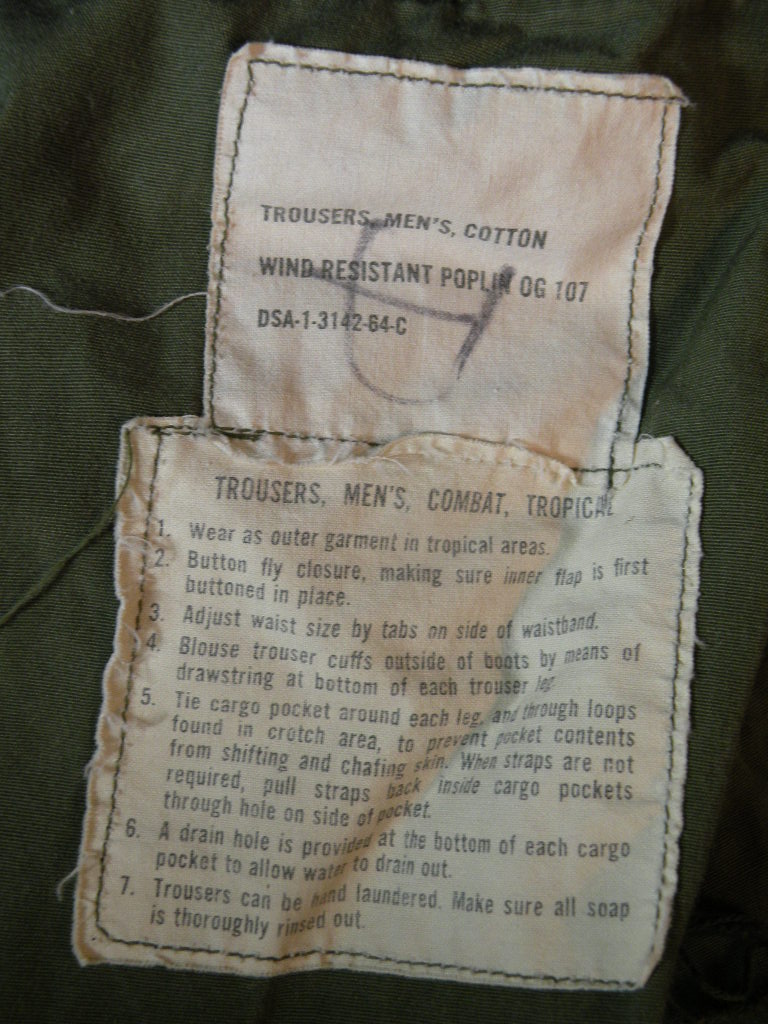 TROUSERS, MEN'S, COTTON
WIND RESISTANT POPLIN OG 107
DSA-1-3142-64-C
TROUSERS, MEN'S, COMBAT, TROPICAL
1. Wear as outer garment in tropical areas.
2. Button fly closure, making sure inner flap is first
buttoned in place.
3. Adjust waist size by tabs on side of waistband.
4. Blouse trouser cuffs outside of boots by means of
drawstring at bottom of each trouser leg
5. Tie cargo pocket around each leg, and through loops
found in crotch area, to prevent pocket contents
from shifting and chafing skin. When straps are not
required, pull straps back inside cargo pockets
through hole on side of pocket.
6. A drain hole is provided at the bottom of each cargo
pocket to allow water to drain out.
7. Trousers can be hand laundered. Make sure all soap
is thoroughly rinsed out.